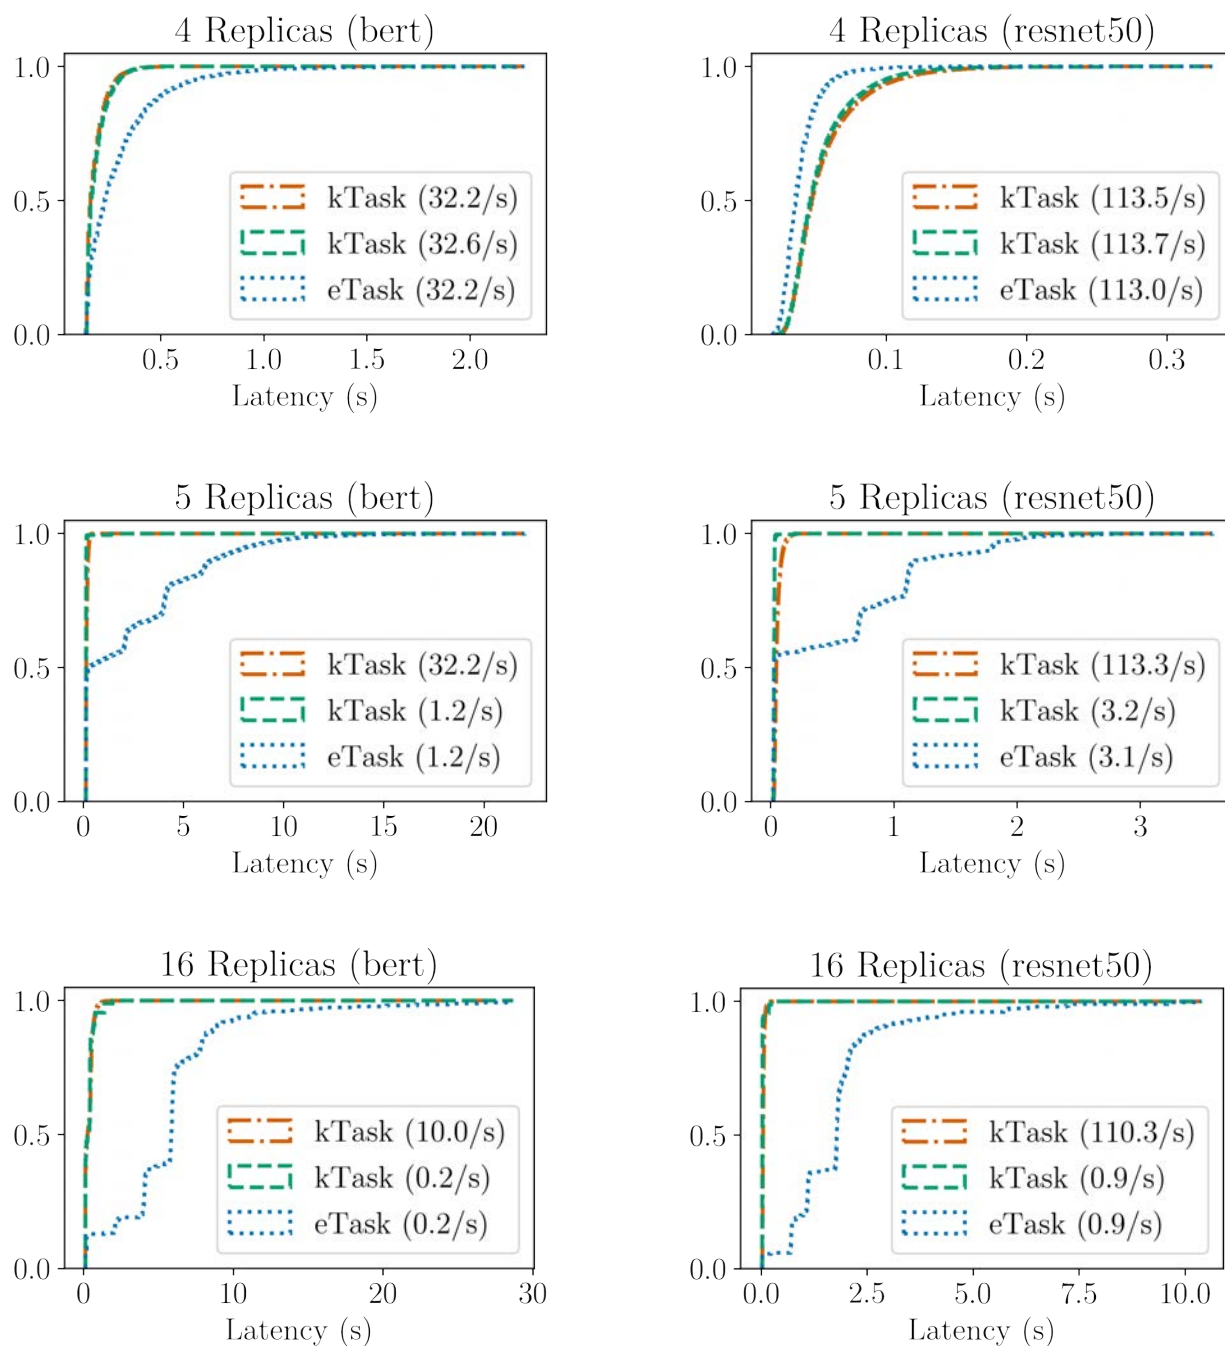 4 Replicas (bert)
1.0
0.5
0.0
kTask (32.2/s)
kTask (32.6/s)
eTask (32.2/s)
0.5 1.0 1.5 2.0
Latency (s)
4 Replicas (resnet50)
1.0
0.5
0.0
kTask (113.5/s)
kTask (113.7/s)
eTask (113.0/s)
0.1 0.2 0.3
Latency (s)
5 Replicas (bert)
1.0
0.5
0.0
kTask (32.2/s)
kTask (1.2/s)
eTask (1.2/s)
0 5 10 15 20
Latency (s)
5 Replicas (resnet50)
1.0
0.5
0.0
kTask (113.3/s)
kTask (3.2/s)
eTask (3.1/s)
0 1 2 3
Latency (s)
16 Replicas (bert)
1.0
0.5
0.0
kTask (10.0/s)
kTask (0.2/s)
eTask (0.2/s)
0 10 20 30
Latency (s)
16 Replicas (resnet50)
1.0
0.5
0.0
kTask (110.3/s)
kTask (0.9/s)
eTask (0.9/s)
0.0 2.5 5.0 7.5 10.0
Latency (s)